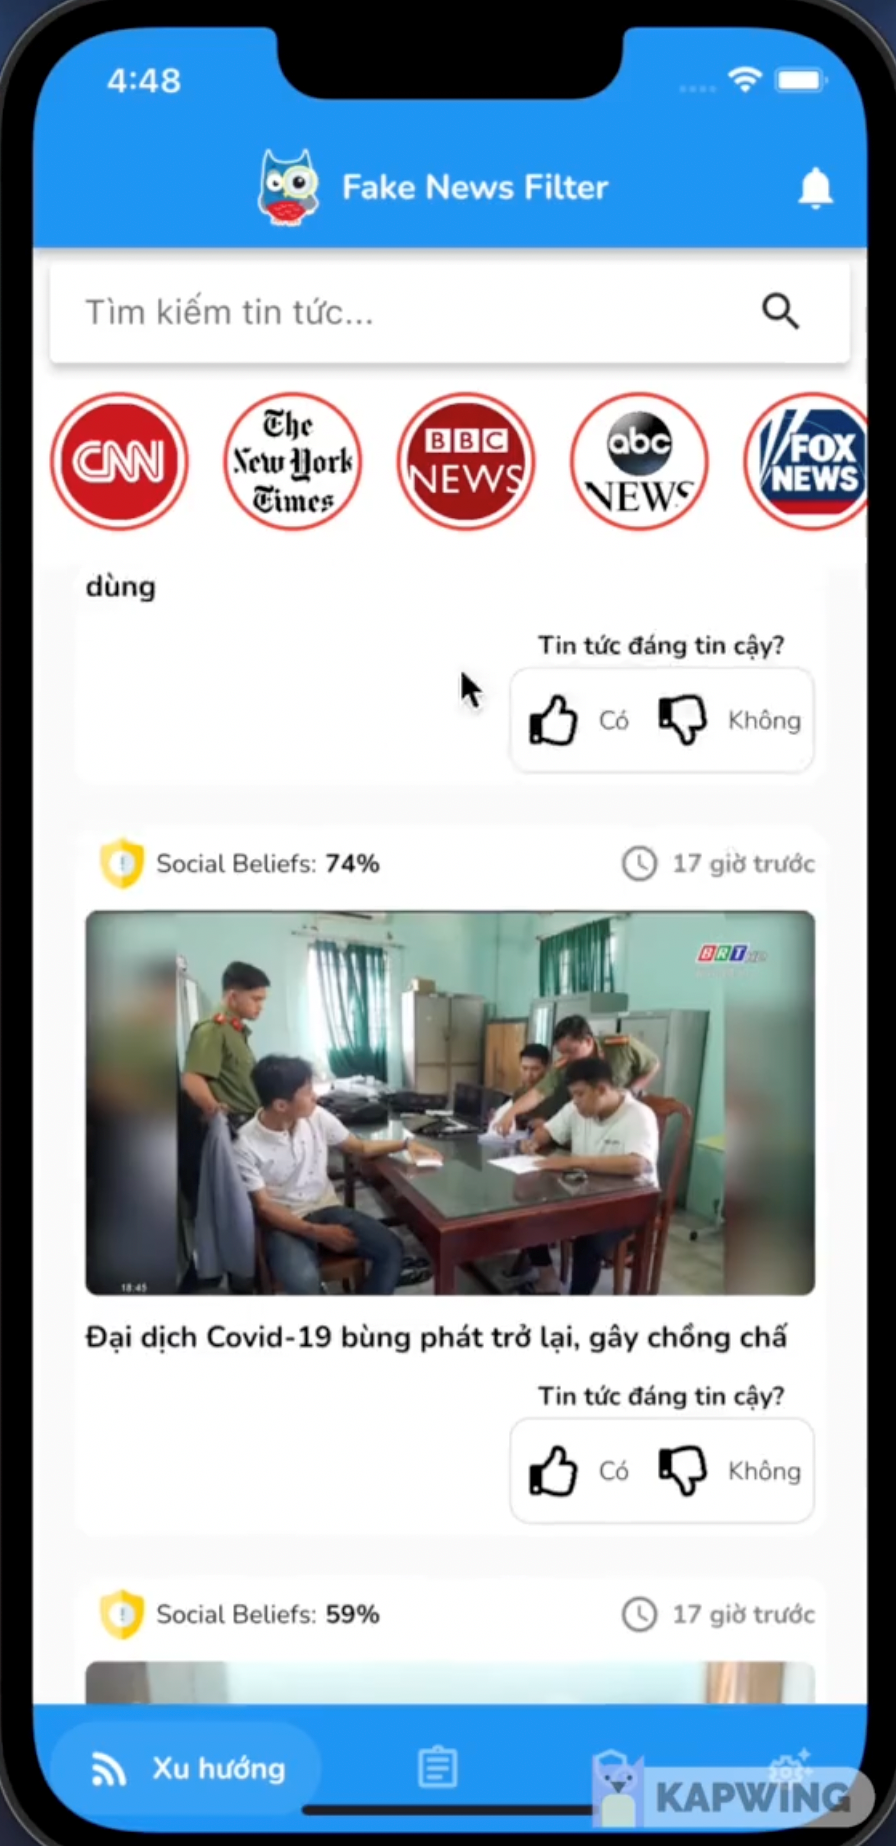 4:48
Fake News Filter
Tìm kiếm tin tức...
CNN
The
New York
Times
BBC
NEWS
abc
NEWS
FOX
NEWS
dùng
Tin tức đáng tin cậy?
Có Không
Social Beliefs: 74% 17 giờ trước
BRT
18:45
Đại dịch Covid-19 bùng phát trở lại, gây chồng chấ
Tin tức đáng tin cậy?
Có Không
Social Beliefs: 59% 17 giờ trước
Xu hướng
KAPWING